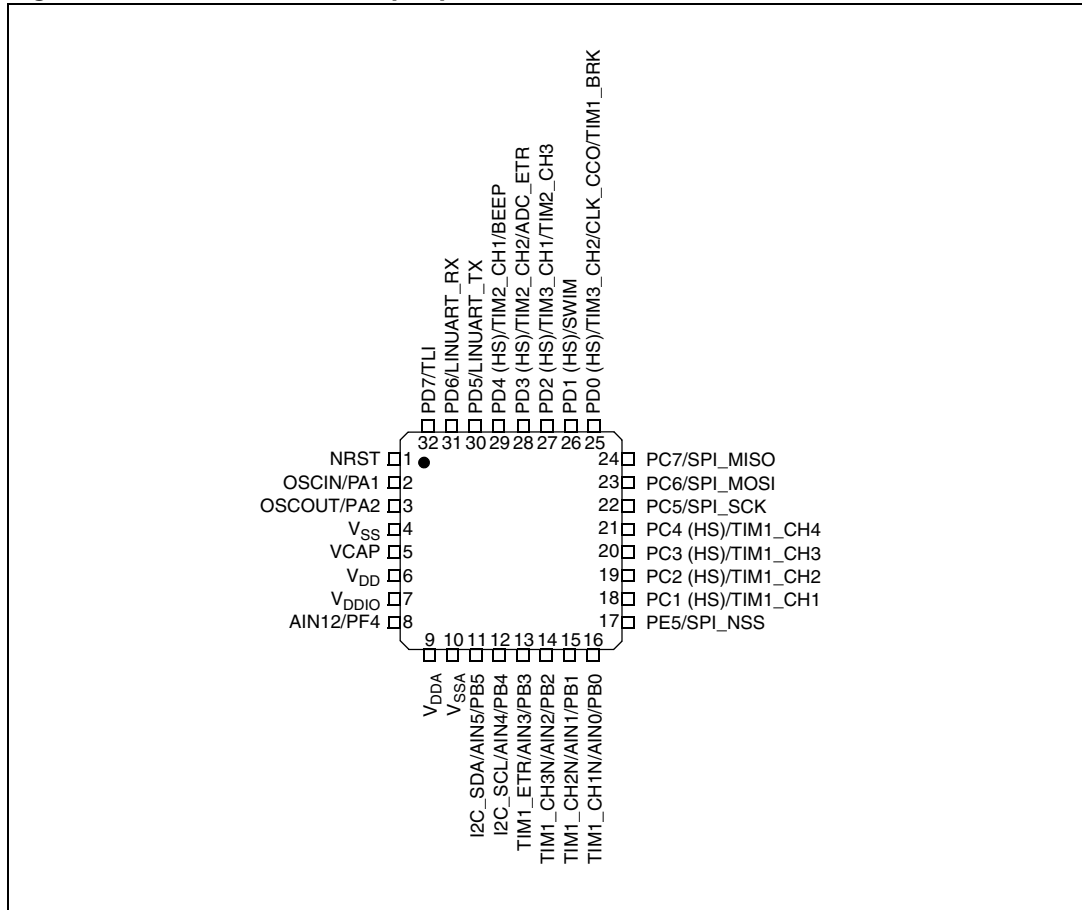 PD7/TLI
PD6/LINUART_RX
PD5/LINUART_TX
PD4 (HS)/TIM2_CH1/BEEP
PD3 (HS)/TIM2_CH2/ADC_ETR
PD2 (HS)/TIM3_CH1/TIM2_CH3
PD1 (HS)/SWIM
PD0 (HS)/TIM3_CH2/CLK_CCO/TIM1_BRK
32 31 30 29 28 27 26 25
NRST 1
OSCIN/PA1 2
OSCOUT/PA2 3
VSS 4
VCAP 5
VDD 6
VDDIO 7
AIN12/PF4 8
24 PC7/SPI_MISO
23 PC6/SPI_MOSI
22 PC5/SPI_SCK
21 PC4 (HS)/TIM1_CH4
20 PC3 (HS)/TIM1_CH3
19 PC2 (HS)/TIM1_CH2
18 PC1 (HS)/TIM1_CH1
17 PE5/SPI_NSS
9 10 11 12 13 14 15 16
VDDA
VSSA
I2C_SDA/AIN5/PB5
I2C_SCL/AIN4/PB4
TIM1_ETR/AIN3/PB3
TIM1_CH3N/AIN2/PB2
TIM1_CH2N/AIN1/PB1
TIM1_CH1N/AIN0/PB0